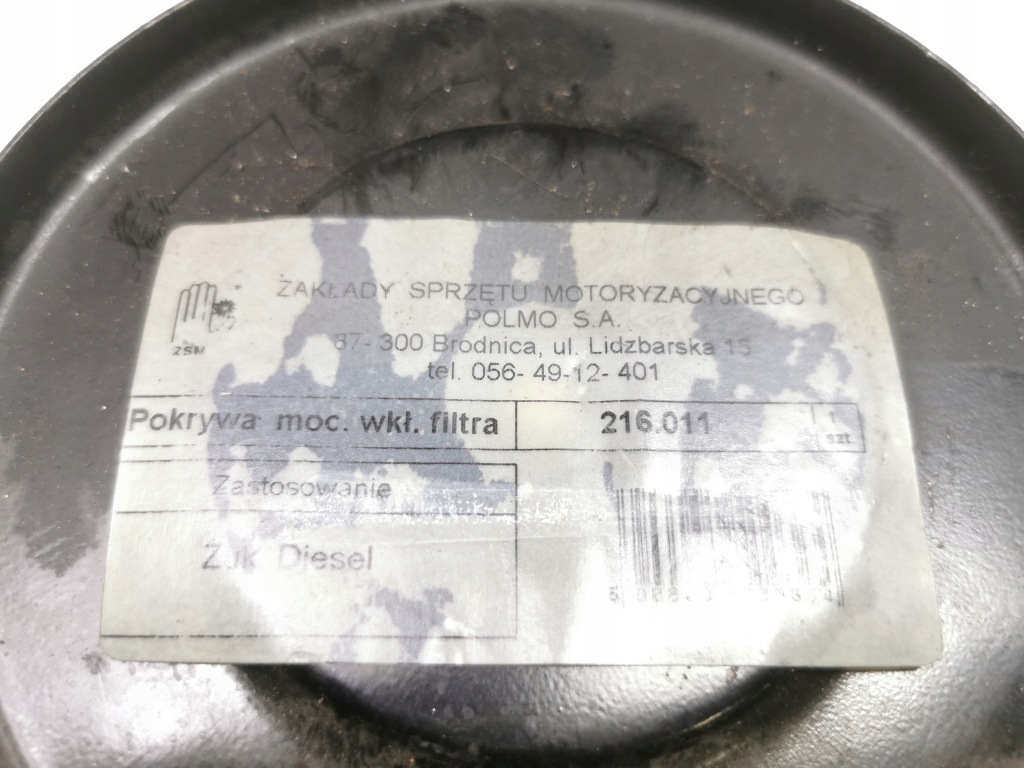 ZAKŁADY SPRZĘTU MOTORYZACYJNEGO
POLMO S.A.
87- 300 Brodnica, ul. Lidzbarska 15
tel. 056- 49-12- 401
ZSM
Pokrywa moc. wkł. filtra 216.011 1 szt.
Zastosowanie
Żuk Diesel